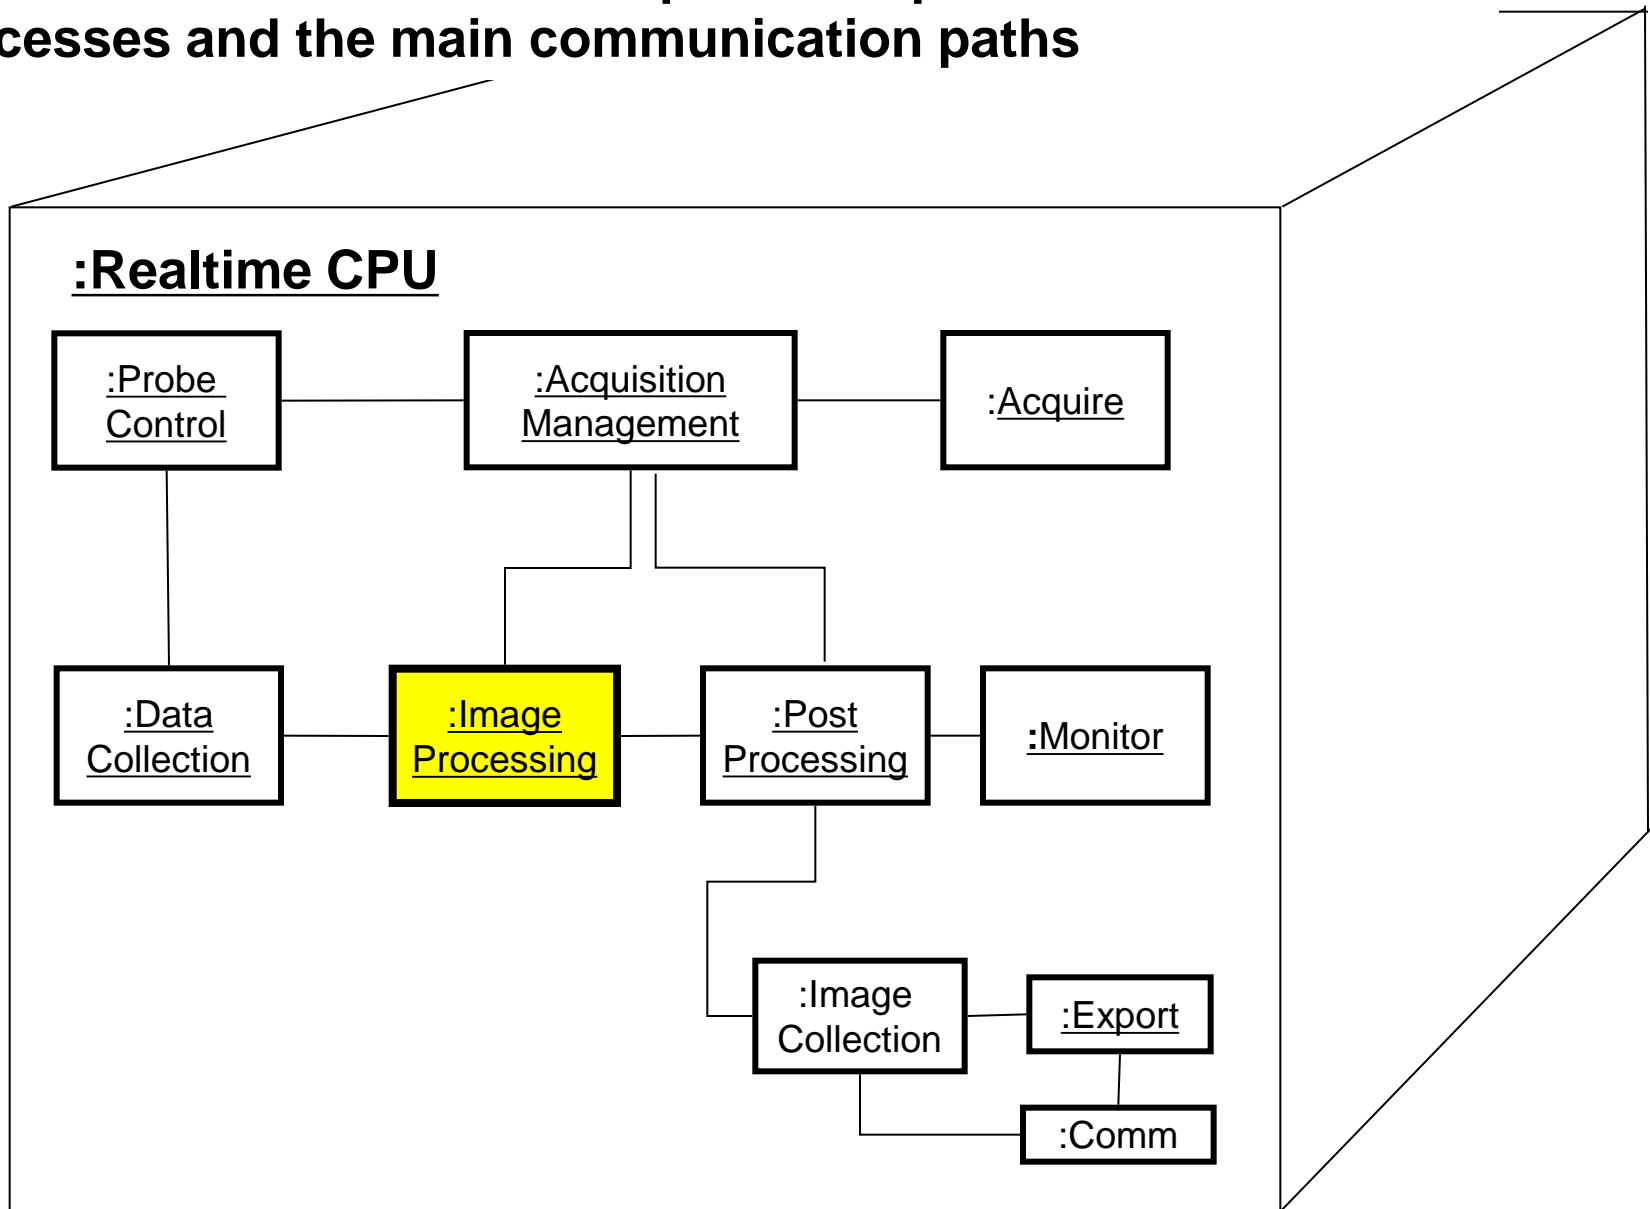 cesses and the main communication paths
:Realtime CPU
:Probe
Control
:Acquisition
Management
:Acquire
:Data
Collection
:Image
Processing
:Post
Processing
:Monitor
:Image
Collection
:Export
:Comm